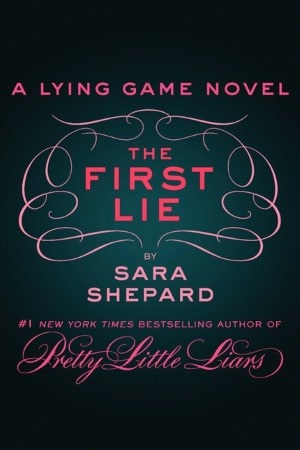 A LYING GAME NOVEL
THE
FIRST
LIE
BY
SARA
SHEPARD
#1 NEW YORK TIMES BESTSELLING AUTHOR OF
Pretty Little Liars